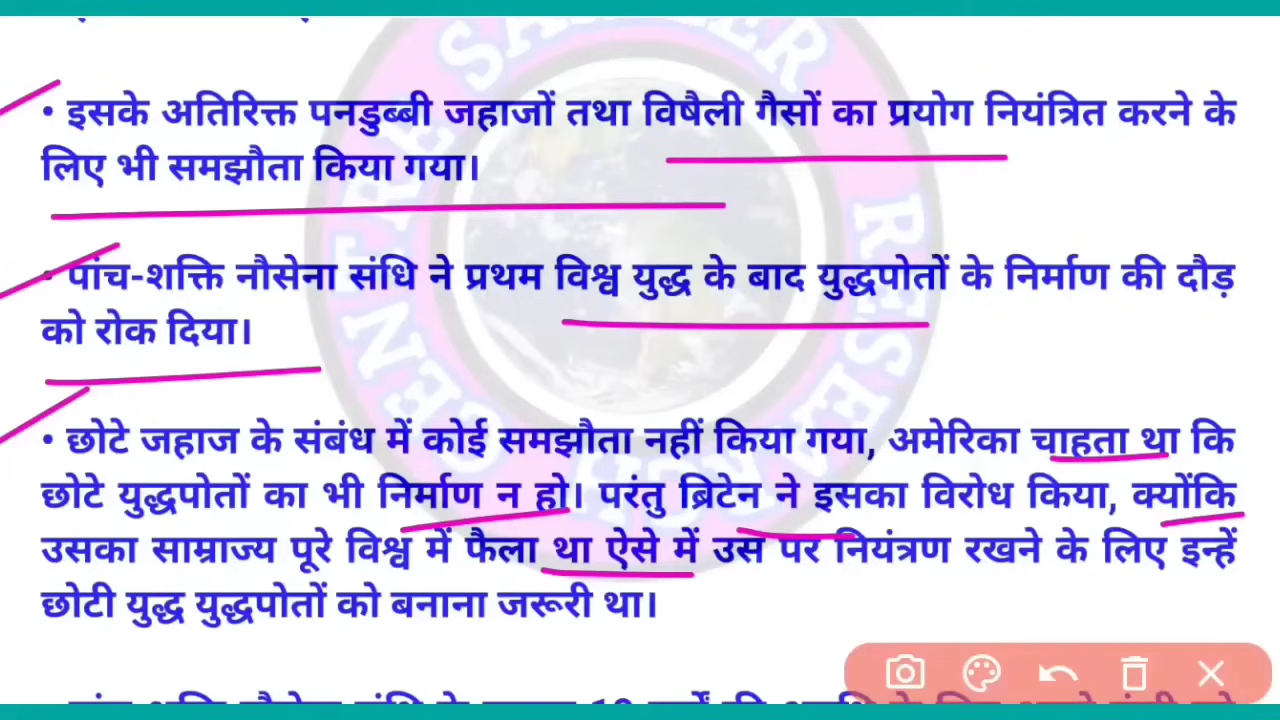 • इसके अतिरिक्त पनडुब्बी जहाजों तथा विषैली गैसों का प्रयोग नियंत्रित करने के
लिए भी समझौता किया गया।
• पांच-शक्ति नौसेना संधि ने प्रथम विश्व युद्ध के बाद युद्धपोतों के निर्माण की दौड़
को रोक दिया।
• छोटे जहाज के संबंध में कोई समझौता नहीं किया गया, अमेरिका चाहता था कि
छोटे युद्धपोतों का भी निर्माण न हो। परंतु ब्रिटेन ने इसका विरोध किया, क्योंकि
उसका साम्राज्य पूरे विश्व में फैला था ऐसे में उस पर नियंत्रण रखने के लिए इन्हें
छोटी युद्ध युद्धपोतों को बनाना जरूरी था।